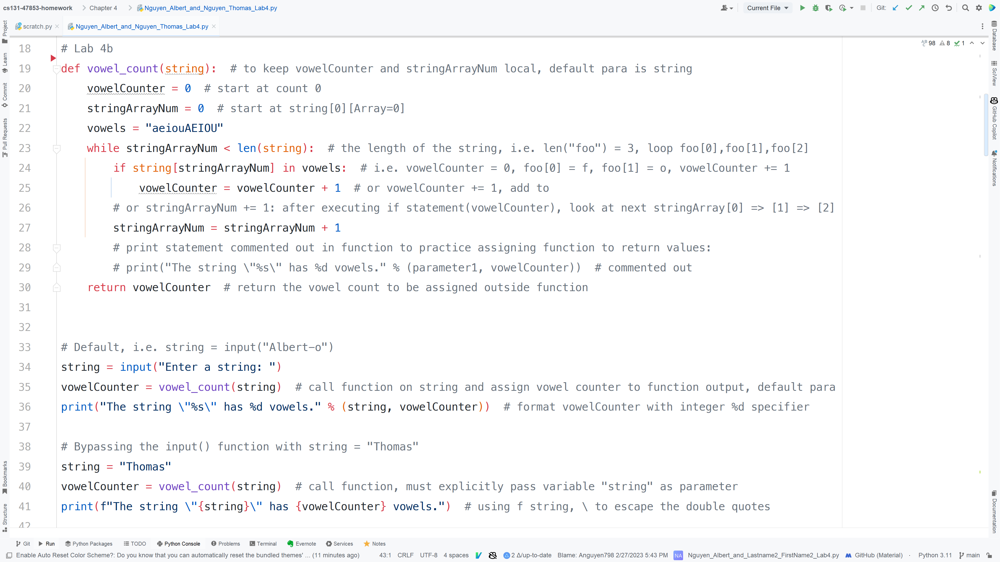 cs131-47853-homework Chapter 4 Nguyen_Albert_and_Nguyen_Thomas_Lab4.py Current File Git:
scratch.py Nguyen_Albert_and_Nguyen_Thomas_Lab4.py
98 8 1
18 # Lab 4b
19 def vowel_count(string):  # to keep vowelCounter and stringArrayNum local, default para is string
20     vowelCounter = 0  # start at count 0
21     stringArrayNum = 0  # start at string[0][Array=0]
22     vowels = "aeiouAEIOU"
23     while stringArrayNum < len(string):  # the length of the string, i.e. len("foo") = 3, loop foo[0],foo[1],foo[2]
24         if string[stringArrayNum] in vowels:  # i.e. vowelCounter = 0, foo[0] = f, foo[1] = o, vowelCounter += 1
25             vowelCounter = vowelCounter + 1  # or vowelCounter += 1, add to
26         # or stringArrayNum += 1: after executing if statement(vowelCounter), look at next stringArray[0] => [1] => [2]
27         stringArrayNum = stringArrayNum + 1
28         # print statement commented out in function to practice assigning function to return values:
29         # print("The string \"%s\" has %d vowels." % (parameter1, vowelCounter))  # commented out
30     return vowelCounter  # return the vowel count to be assigned outside function
31
32
33 # Default, i.e. string = input("Albert-o")
34 string = input("Enter a string: ")
35 vowelCounter = vowel_count(string)  # call function on string and assign vowel counter to function output, default para
36 print("The string \"%s\" has %d vowels." % (string, vowelCounter))  # format vowelCounter with integer %d specifier
37
38 # Bypassing the input() function with string = "Thomas"
39 string = "Thomas"
40 vowelCounter = vowel_count(string)  # call function, must explicitly pass variable "string" as parameter
41 print(f"The string \"{string}\" has {vowelCounter} vowels.")  # using f string, \ to escape the double quotes
42
Project
Learn
Commit
Pull Requests
Bookmarks
Structure
Database
SciView
GitHub Copilot
Notifications
Documentation
Git Run Python Packages TODO Python Console Problems Terminal Evernote Services Notes
Enable Auto Reset Color Scheme?: Do you know that you can automatically reset the bundled themes' ... (11 minutes ago) 43:1 CRLF UTF-8 4 spaces 2 Δ/up-to-date Blame: Anguyen798 2/27/2023 5:43 PM NA Nguyen_Albert_and_Lastname2_FirstName2_Lab4.py GitHub (Material) · Python 3.11 main